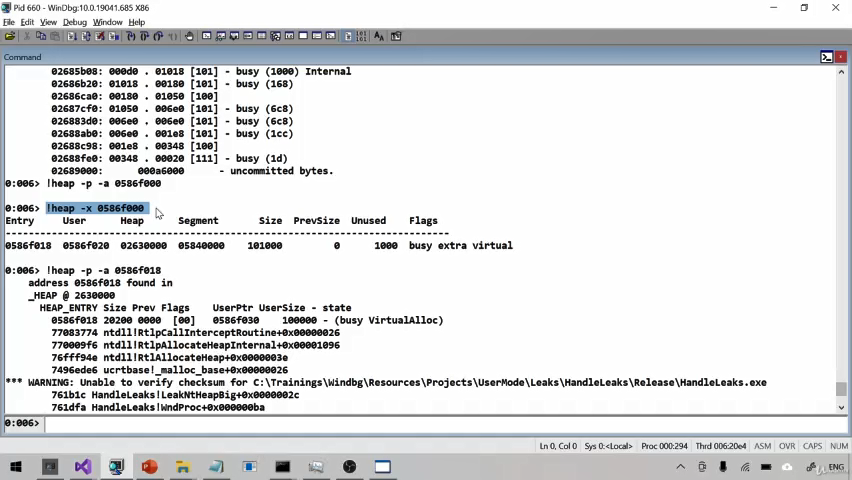 Pid 660 - WinDbg:10.0.19041.685 X86
File Edit View Debug Window Help
Command
02685b08: 000d0 . 01018 [101] - busy (1000) Internal
02686b20: 01018 . 00180 [101] - busy (168)
02686ca0: 00180 . 01050 [100]
02687cf0: 01050 . 006e0 [101] - busy (6c8)
026883d0: 006e0 . 006e0 [101] - busy (6c8)
02688ab0: 006e0 . 001e8 [101] - busy (1cc)
02688c98: 001e8 . 00348 [100]
02688fe0: 00348 . 00020 [111] - busy (1d)
02689000: 000a6000 - uncommitted bytes.
0:006> !heap -p -a 0586f000
0:006> !heap -x 0586f000
Entry User Heap Segment Size PrevSize Unused Flags
-----------------------------------------------------------------------------
0586f018 0586f020 02630000 05840000 101000 0 1000 busy extra virtual
0:006> !heap -p -a 0586f018
address 0586f018 found in
_HEAP @ 2630000
HEAP_ENTRY Size Prev Flags UserPtr UserSize - state
0586f018 20200 0000 [00] 0586f030 100000 - (busy VirtualAlloc)
77083774 ntdll!RtlpCallInterceptRoutine+0x00000026
770009f6 ntdll!RtlpAllocateHeapInternal+0x00001096
76fff94e ntdll!RtlAllocateHeap+0x0000003e
7496ede6 ucrtbase!_malloc_base+0x00000026
*** WARNING: Unable to verify checksum for C:\Trainings\Windbg\Resources\Projects\UserMode\Leaks\HandleLeaks\Release\HandleLeaks.exe
761b1c HandleLeaks!LeakNtHeapBig+0x0000002c
761dfa HandleLeaks!WndProc+0x000000ba
0:006>
Ln 0, Col 0 Sys 0:<Local> Proc 000:294 Thrd 006:20e4 ASM OVR CAPS NUM
ENG